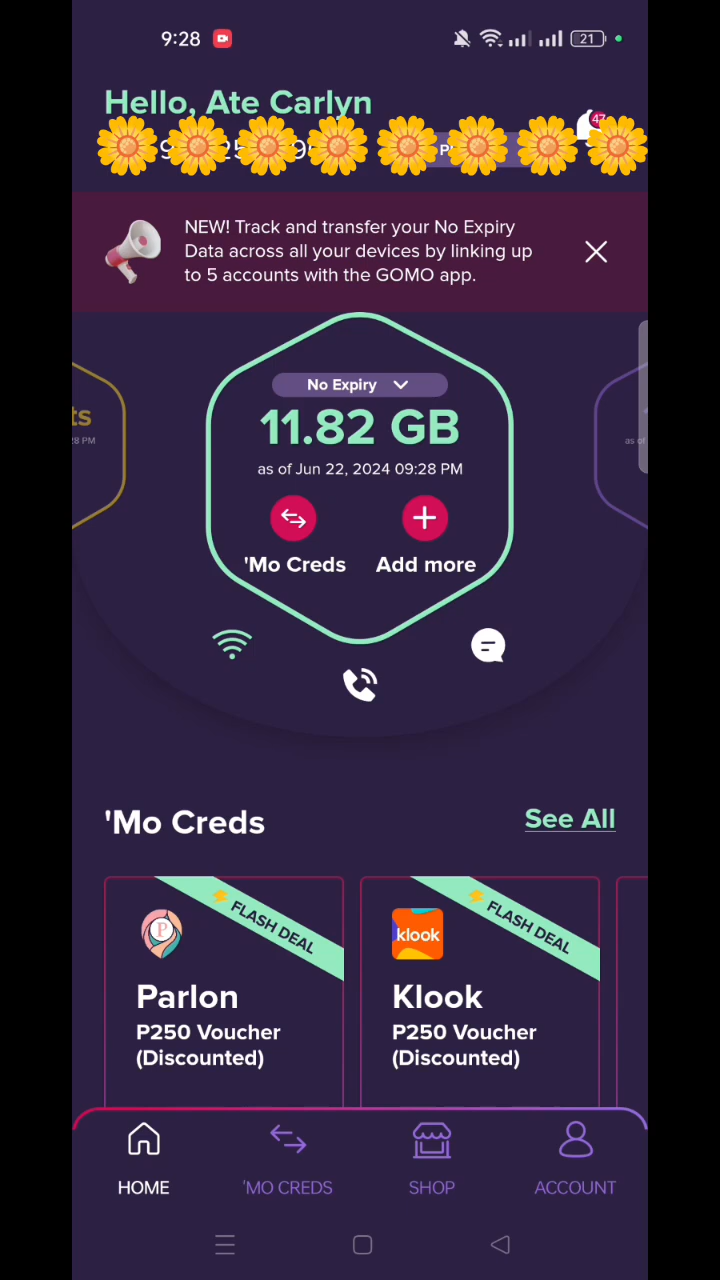 9:28
21
Hello, Ate Carlyn
47
NEW! Track and transfer your No Expiry
Data across all your devices by linking up
to 5 accounts with the GOMO app.
No Expiry
11.82 GB
as of Jun 22, 2024 09:28 PM
'Mo Creds
Add more
'Mo Creds
See All
FLASH DEAL
FLASH DEAL
P
klook
Parlon
Klook
P250 Voucher
(Discounted)
P250 Voucher
(Discounted)
HOME
'MO CREDS
SHOP
ACCOUNT